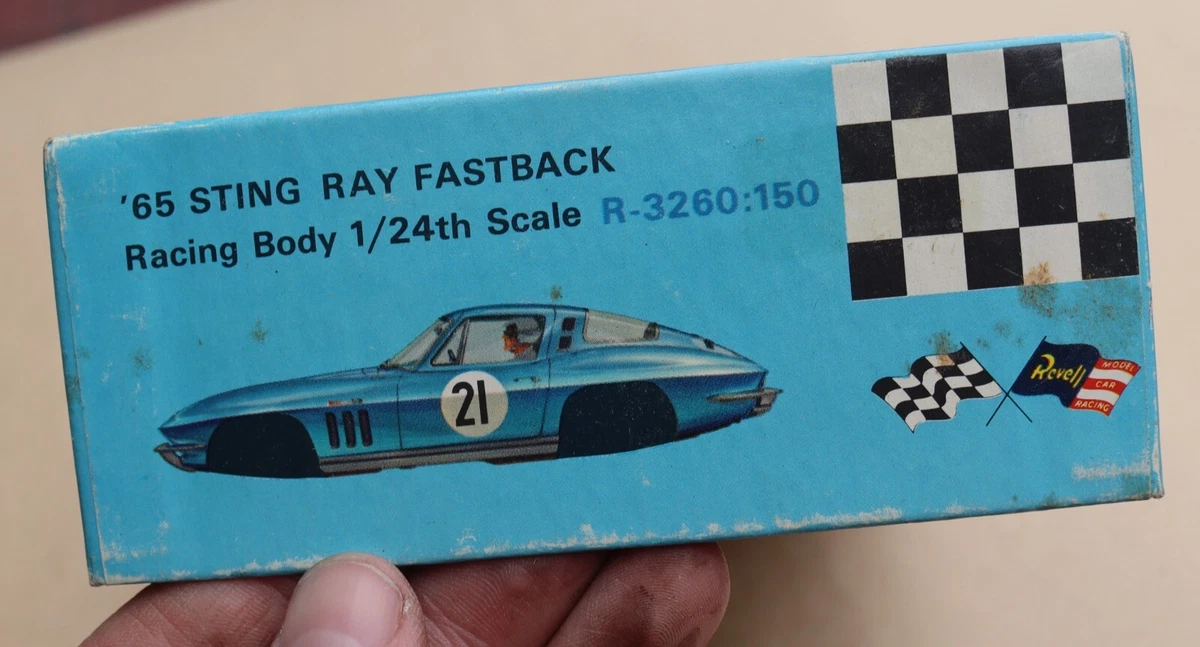 '65 STING RAY FASTBACK
Racing Body 1/24th Scale R-3260:150
21
Revell
MODEL
CAR
RACING